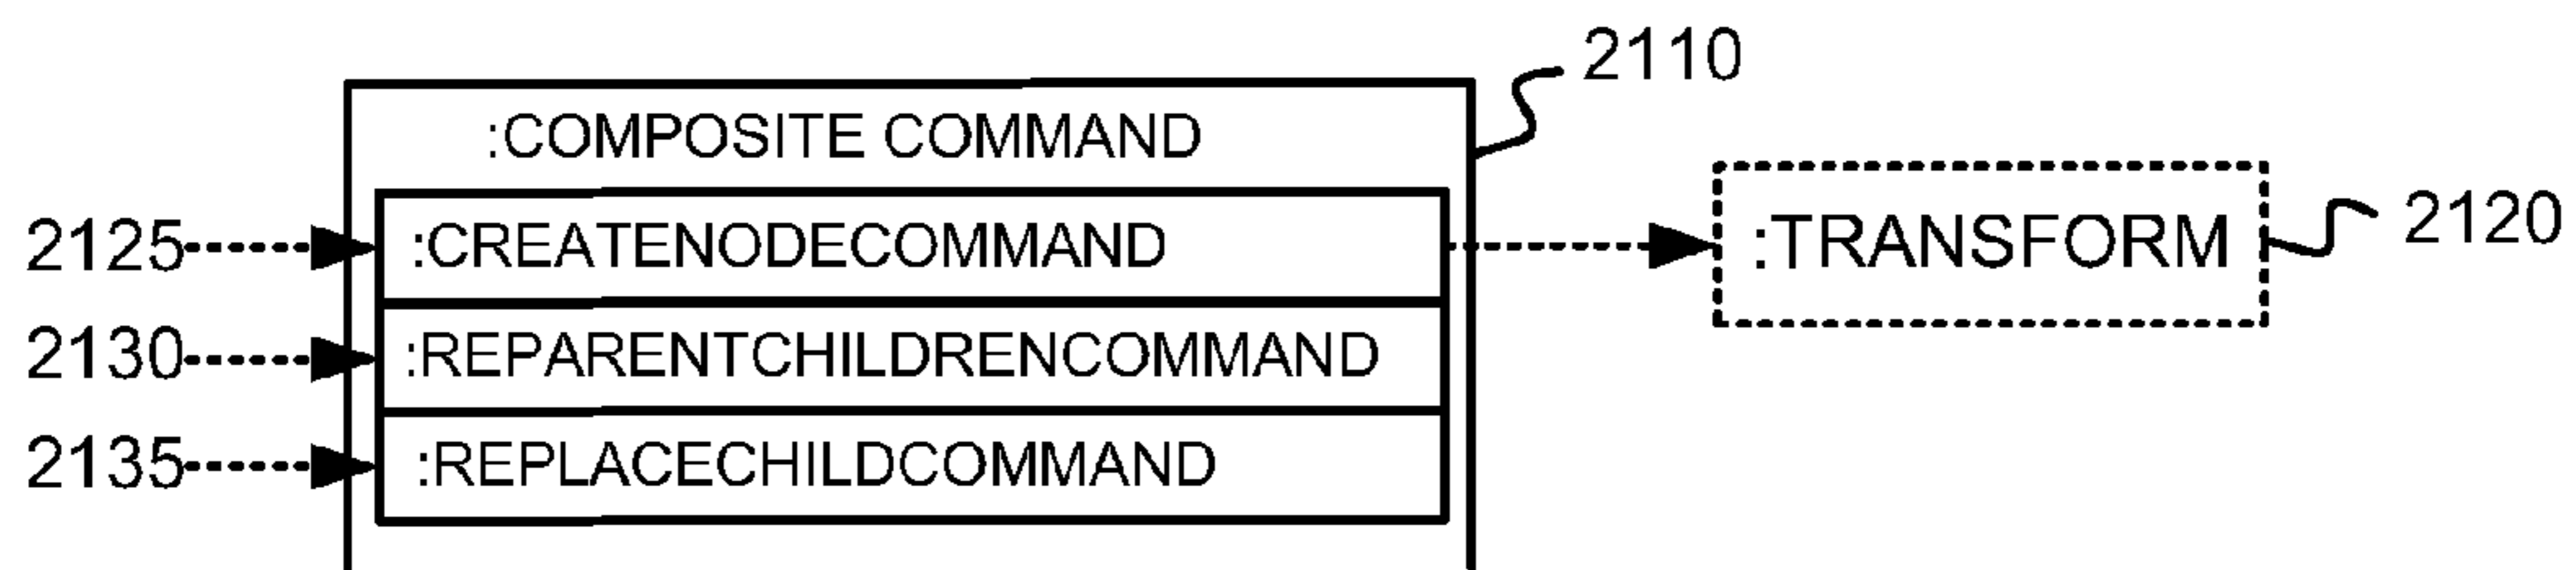 2110
:COMPOSITE COMMAND
2125 :CREATENODECOMMAND :TRANSFORM 2120
2130 :REPARENTCHILDRENCOMMAND
2135 :REPLACECHILDCOMMAND